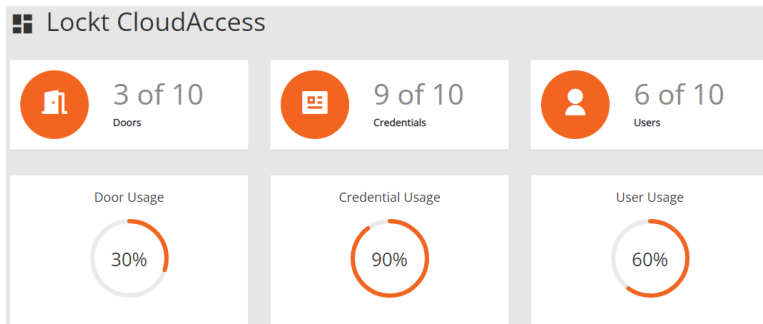 Lockt CloudAccess
3 of 10
Doors
9 of 10
Credentials
6 of 10
Users
Door Usage
30%
Credential Usage
90%
User Usage
60%